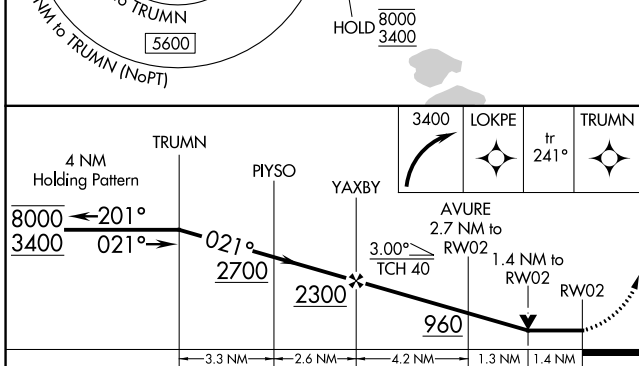 to TRUMN
NM to TRUMN (NoPT)
5600
HOLD 8000
3400
3400
LOKPE
tr
241°
TRUMN
4 NM
Holding Pattern
8000
3400
201°
021°
TRUMN
021°
PIYSO
2700
YAXBY
2300
3.00°
TCH 40
AVURE
2.7 NM to
RW02
960
1.4 NM to
RW02
RW02
3.3 NM
2.6 NM
4.2 NM
1.3 NM
1.4 NM